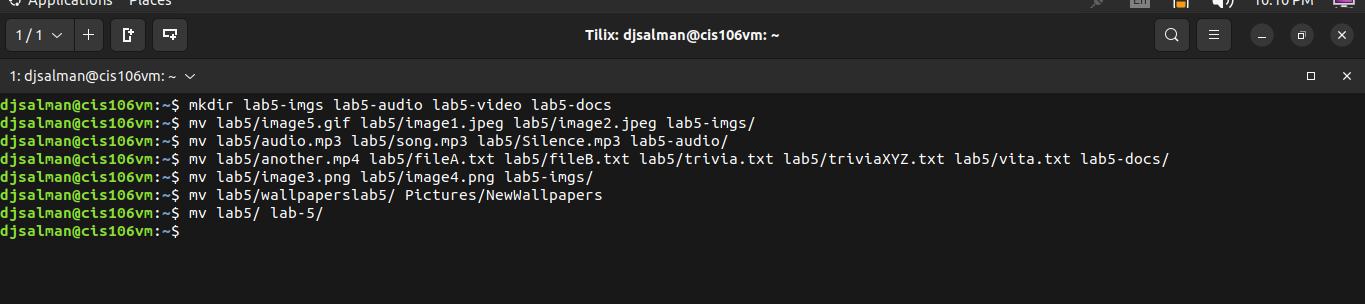 Applications Places En 10:10 PM
1 / 1 Tilix: djsalman@cis106vm: ~
1: djsalman@cis106vm: ~
djsalman@cis106vm:~$ mkdir lab5-imgs lab5-audio lab5-video lab5-docs
djsalman@cis106vm:~$ mv lab5/image5.gif lab5/image1.jpeg lab5/image2.jpeg lab5-imgs/
djsalman@cis106vm:~$ mv lab5/audio.mp3 lab5/song.mp3 lab5/Silence.mp3 lab5-audio/
djsalman@cis106vm:~$ mv lab5/another.mp4 lab5/fileA.txt lab5/fileB.txt lab5/trivia.txt lab5/triviaXYZ.txt lab5/vita.txt lab5-docs/
djsalman@cis106vm:~$ mv lab5/image3.png lab5/image4.png lab5-imgs/
djsalman@cis106vm:~$ mv lab5/wallpaperslab5/ Pictures/NewWallpapers
djsalman@cis106vm:~$ mv lab5/ lab-5/
djsalman@cis106vm:~$